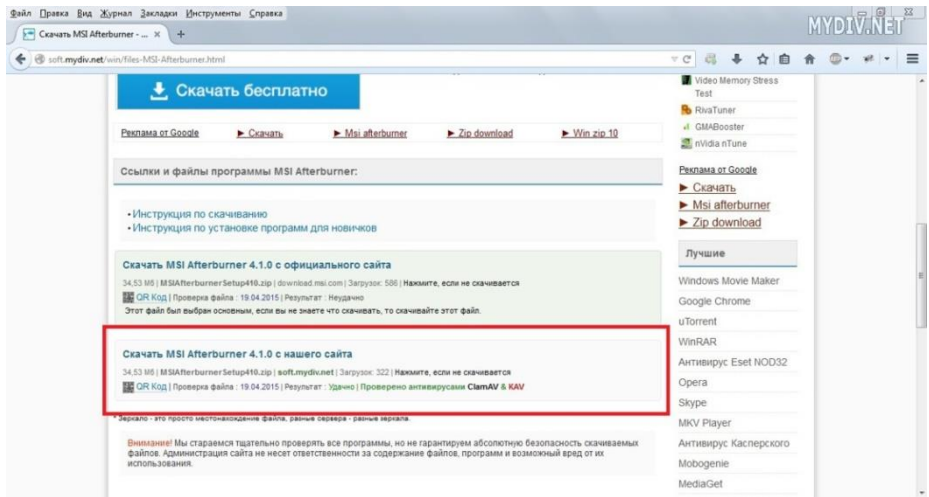 Файл Правка Вид Журнал Закладки Инструменты Справка
MYDIV.NET
Скачать MSI Afterburner - ... × +
soft.mydiv.net/win/files-MSI-Afterburner.html
Скачать бесплатно
Реклама от Google ► Скачать ► Msi afterburner ► Zip download ► Win zip 10
Ссылки и файлы программы MSI Afterburner:
• Инструкция по скачиванию
• Инструкция по установке программ для новичков
Скачать MSI Afterburner 4.1.0 с официального сайта
34,53 Мб | MSIAfterburnerSetup410.zip | download.msi.com | Загрузок: 586 | Нажмите, если не скачивается
QR Код | Проверка файла : 19.04.2015 | Результат : Неудачно
Этот файл был выбран основным, если вы не знаете что скачивать, то скачивайте этот файл.
Скачать MSI Afterburner 4.1.0 с нашего сайта
34,53 Мб | MSIAfterburnerSetup410.zip | soft.mydiv.net | Загрузок: 322 | Нажмите, если не скачивается
QR Код | Проверка файла : 19.04.2015 | Результат : Удачно | Проверено антивирусами ClamAV & KAV
* Зеркало - это просто местонахождение файла, разные сервера - разные зеркала.
Внимание! Мы стараемся тщательно проверять все программы, но не гарантируем абсолютную безопасность скачиваемых
файлов. Администрация сайта не несет ответственности за содержание файлов, программ и возможный вред от их
использования.
Video Memory Stress
Test
RivaTuner
GMABooster
nVidia nTune
Реклама от Google
► Скачать
► Msi afterburner
► Zip download
Лучшие
Windows Movie Maker
Google Chrome
uTorrent
WinRAR
Антивирус Eset NOD32
Opera
Skype
MKV Player
Антивирус Касперского
Mobogenie
MediaGet